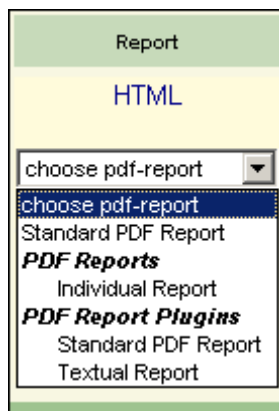 Report
HTML
choose pdf-report
choose pdf-report
Standard PDF Report
PDF Reports
Individual Report
PDF Report Plugins
Standard PDF Report
Textual Report